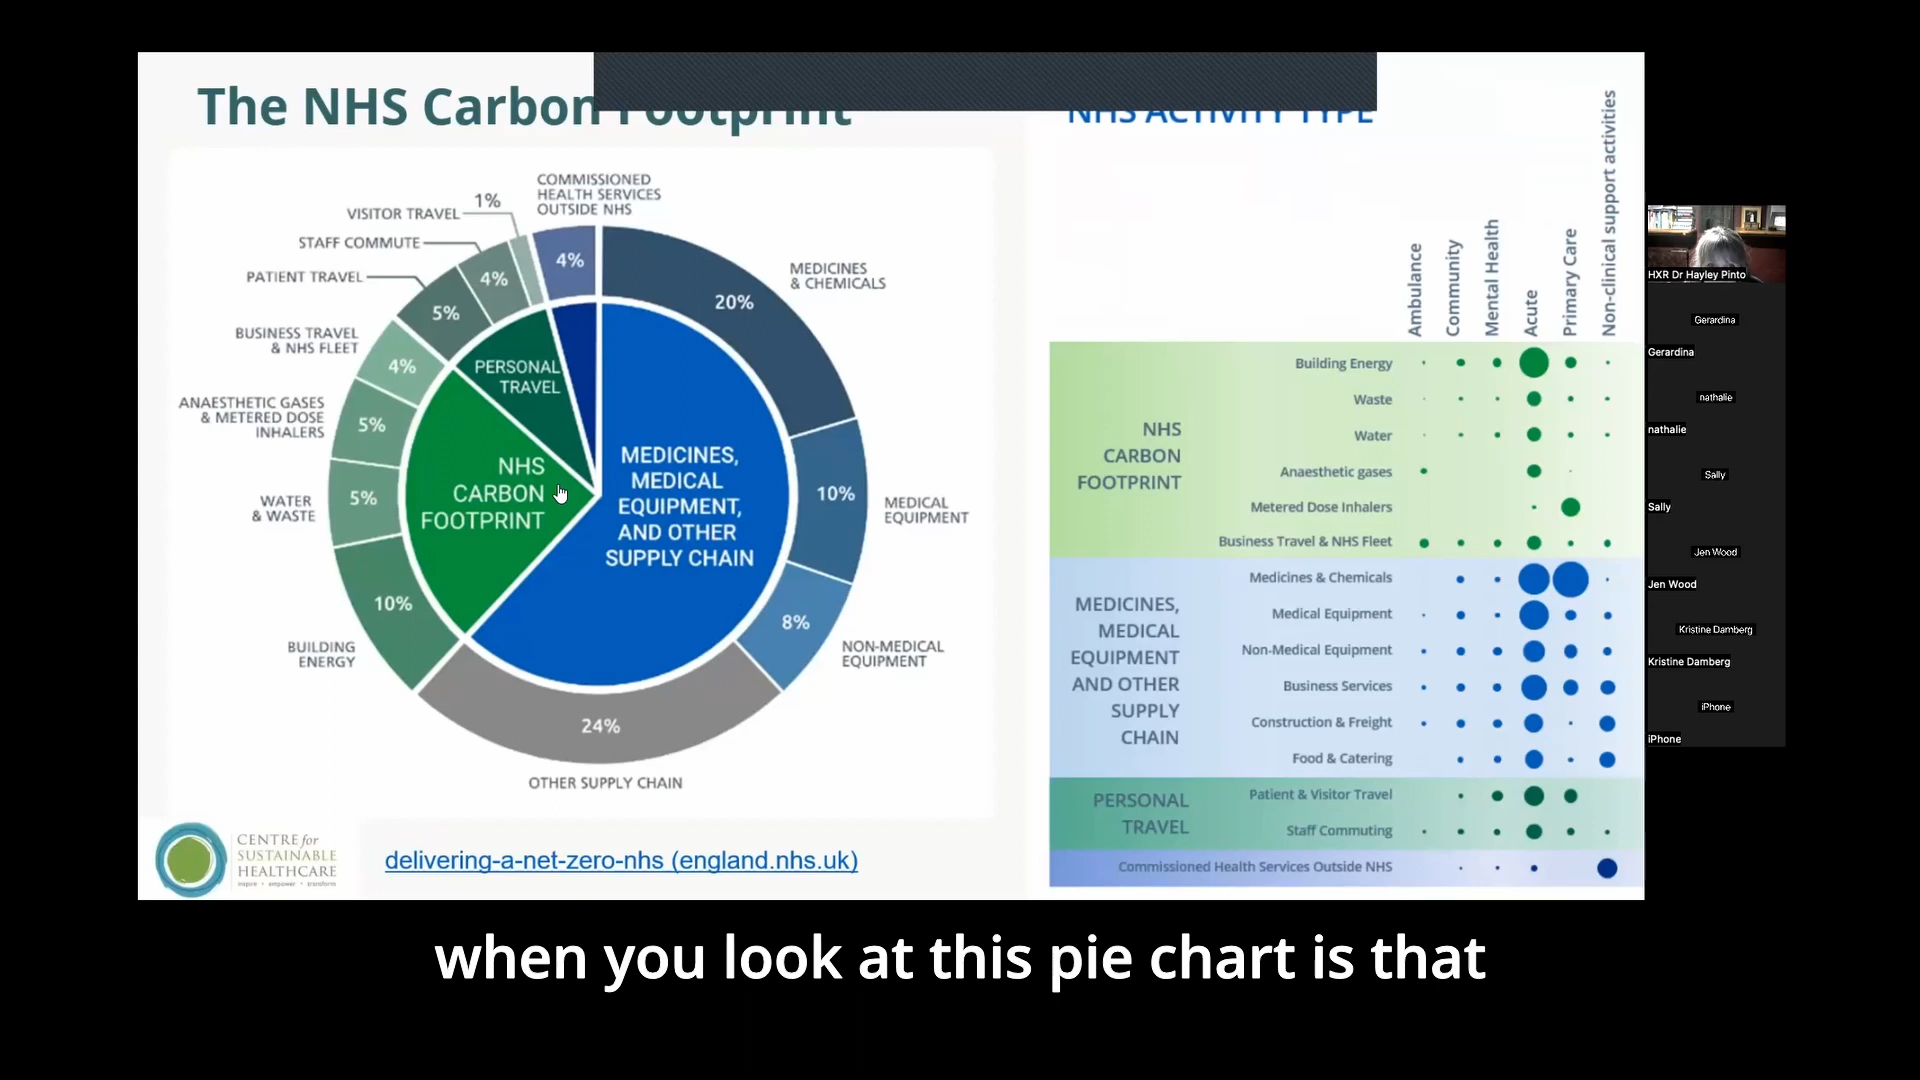 The NHS Carbon Footprint
NHS ACTIVITY TYPE
COMMISSIONED
HEALTH SERVICES
OUTSIDE NHS
1%
VISITOR TRAVEL
STAFF COMMUTE
PATIENT TRAVEL
BUSINESS TRAVEL
& NHS FLEET
ANAESTHETIC GASES
& METERED DOSE
INHALERS
WATER
& WASTE
BUILDING
ENERGY
OTHER SUPPLY CHAIN
NON-MEDICAL
EQUIPMENT
MEDICAL
EQUIPMENT
MEDICINES
& CHEMICALS
4%
20%
10%
8%
24%
10%
5%
5%
4%
5%
4%
PERSONAL
TRAVEL
NHS
CARBON
FOOTPRINT
MEDICINES,
MEDICAL
EQUIPMENT,
AND OTHER
SUPPLY CHAIN
CENTRE for
SUSTAINABLE
HEALTHCARE
inspire • empower • transform
delivering-a-net-zero-nhs (england.nhs.uk)
Ambulance
Community
Mental Health
Acute
Primary Care
Non-clinical support activities
NHS
CARBON
FOOTPRINT
Building Energy
Waste
Water
Anaesthetic gases
Metered Dose Inhalers
Business Travel & NHS Fleet
MEDICINES,
MEDICAL
EQUIPMENT
AND OTHER
SUPPLY
CHAIN
Medicines & Chemicals
Medical Equipment
Non-Medical Equipment
Business Services
Construction & Freight
Food & Catering
PERSONAL
TRAVEL
Patient & Visitor Travel
Staff Commuting
Commissioned Health Services Outside NHS
HXR Dr Hayley Pinto
Gerardina
Gerardina
nathalie
nathalie
Sally
Sally
Jen Wood
Jen Wood
Kristine Damberg
Kristine Damberg
iPhone
iPhone
when you look at this pie chart is that